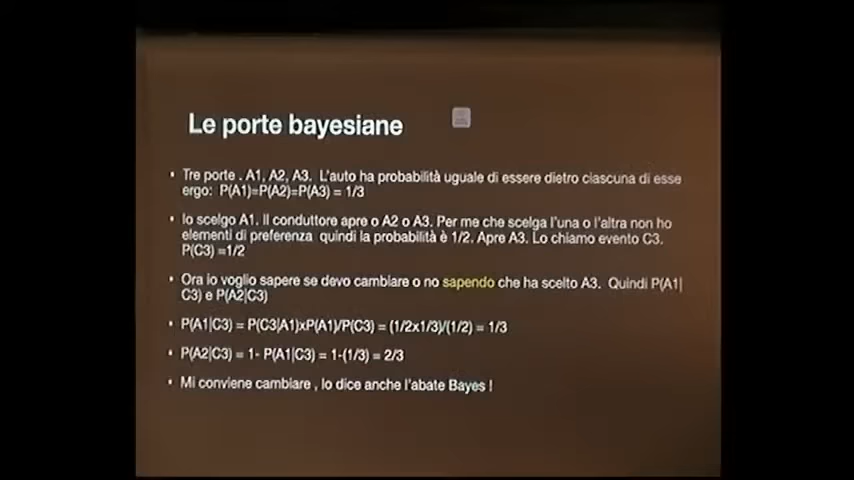 Le porte bayesiane
• Tre porte . A1, A2, A3. L'auto ha probabilità uguale di essere dietro ciascuna di esse
ergo: P(A1)=P(A2)=P(A3) = 1/3
• Io scelgo A1. Il conduttore apre o A2 o A3. Per me che scelga l'una o l'altra non ho
elementi di preferenza quindi la probabilità è 1/2. Apre A3. Lo chiamo evento C3.
P(C3) =1/2
• Ora io voglio sapere se devo cambiare o no sapendo che ha scelto A3. Quindi P(A1|
C3) e P(A2|C3)
• P(A1|C3) = P(C3|A1)xP(A1)/P(C3) = (1/2x1/3)/(1/2) = 1/3
• P(A2|C3) = 1- P(A1|C3) = 1-(1/3) = 2/3
• Mi conviene cambiare , lo dice anche l'abate Bayes !